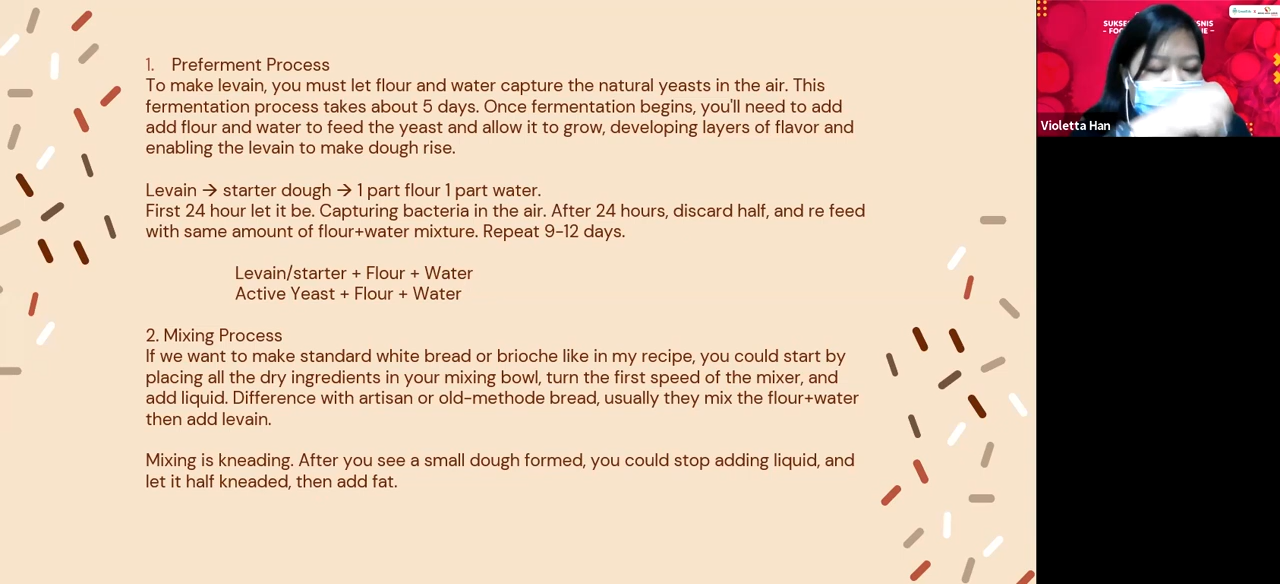 1. Preferment Process
To make levain, you must let flour and water capture the natural yeasts in the air. This
fermentation process takes about 5 days. Once fermentation begins, you'll need to add
add flour and water to feed the yeast and allow it to grow, developing layers of flavor and
enabling the levain to make dough rise.
Levain → starter dough → 1 part flour 1 part water.
First 24 hour let it be. Capturing bacteria in the air. After 24 hours, discard half, and re feed
with same amount of flour+water mixture. Repeat 9-12 days.
Levain/starter + Flour + Water
Active Yeast + Flour + Water
2. Mixing Process
If we want to make standard white bread or brioche like in my recipe, you could start by
placing all the dry ingredients in your mixing bowl, turn the first speed of the mixer, and
add liquid. Difference with artisan or old-methode bread, usually they mix the flour+water
then add levain.
Mixing is kneading. After you see a small dough formed, you could stop adding liquid, and
let it half kneaded, then add fat.
Violetta Han